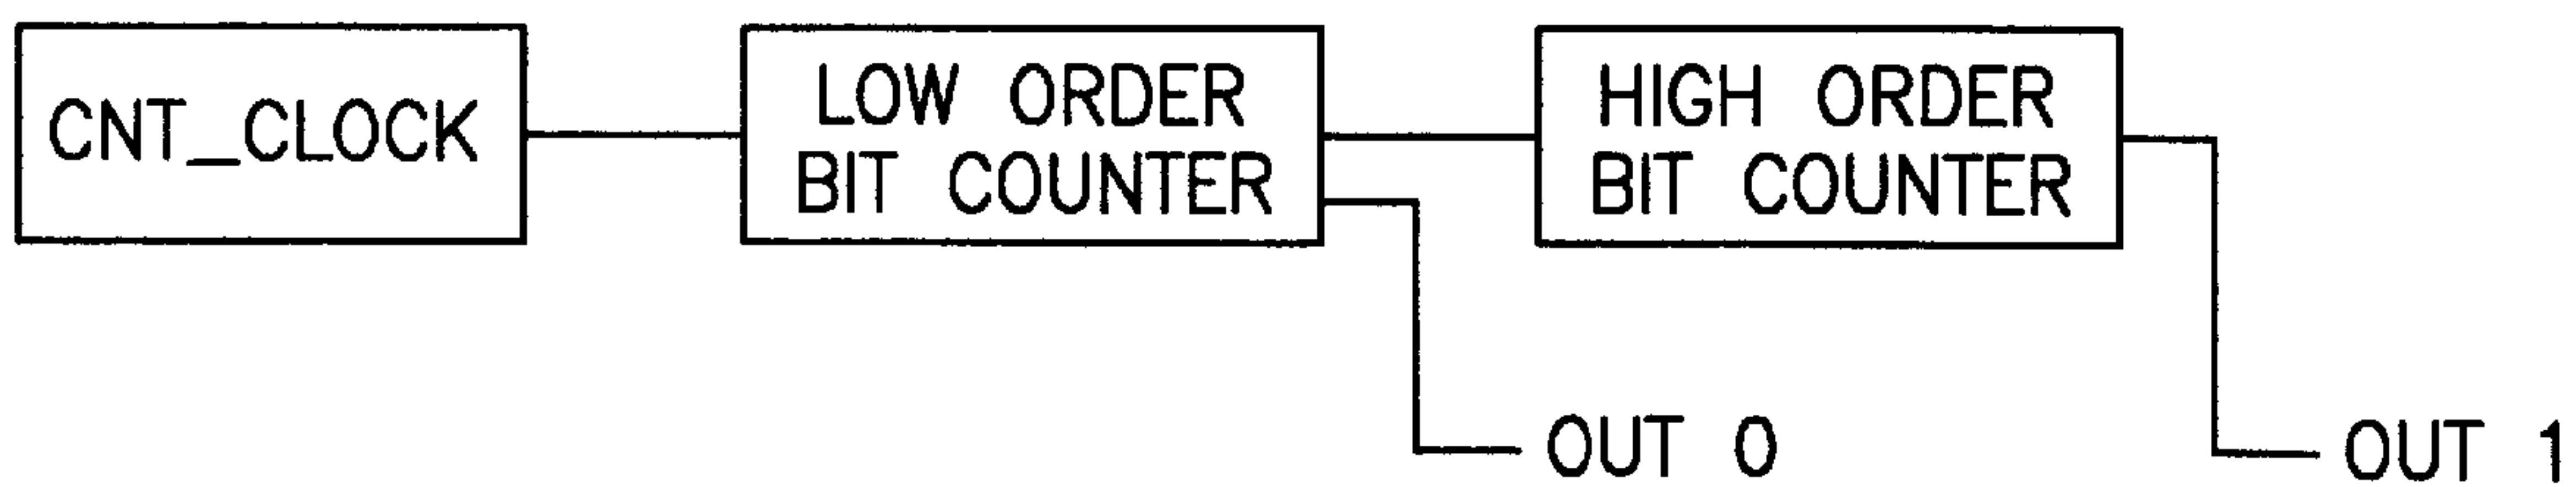 CNT_CLOCK
LOW ORDER
BIT COUNTER
HIGH ORDER
BIT COUNTER
OUT 0
OUT 1